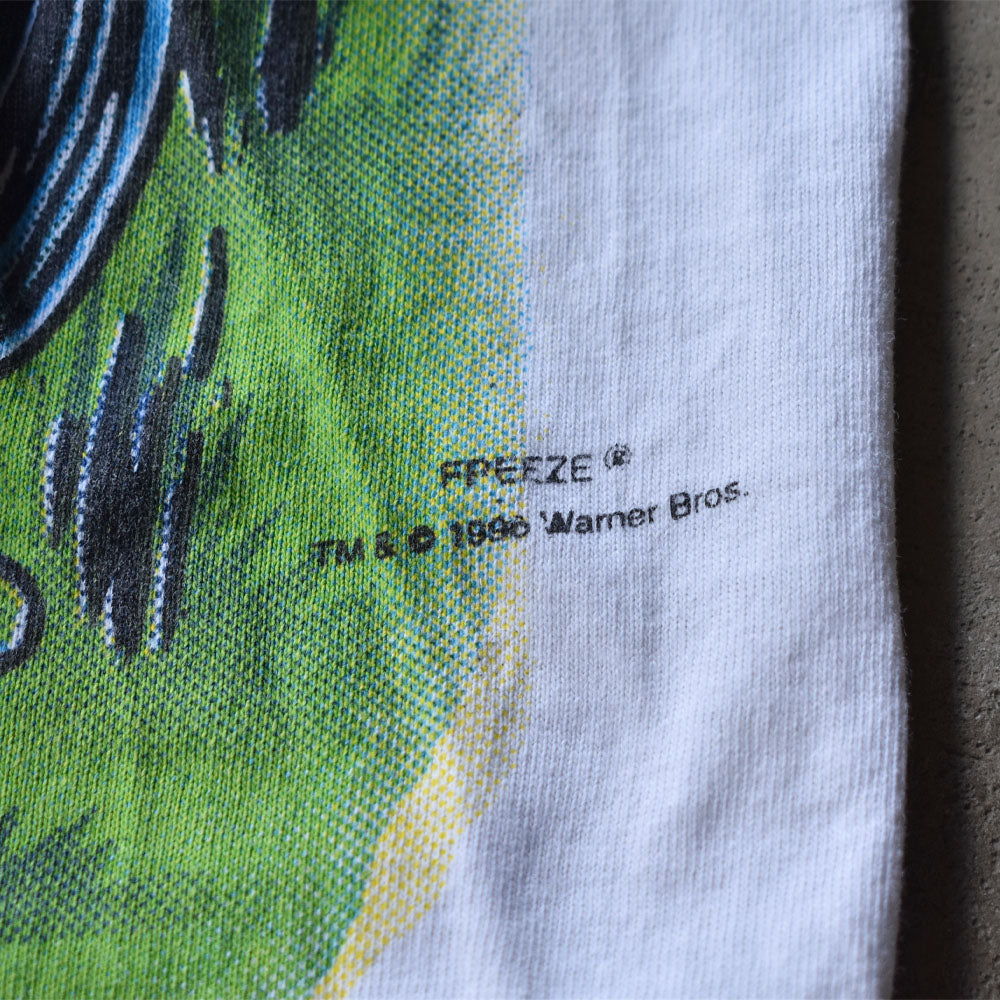 FREEZE ®
TM & © 1996 Warner Bros.